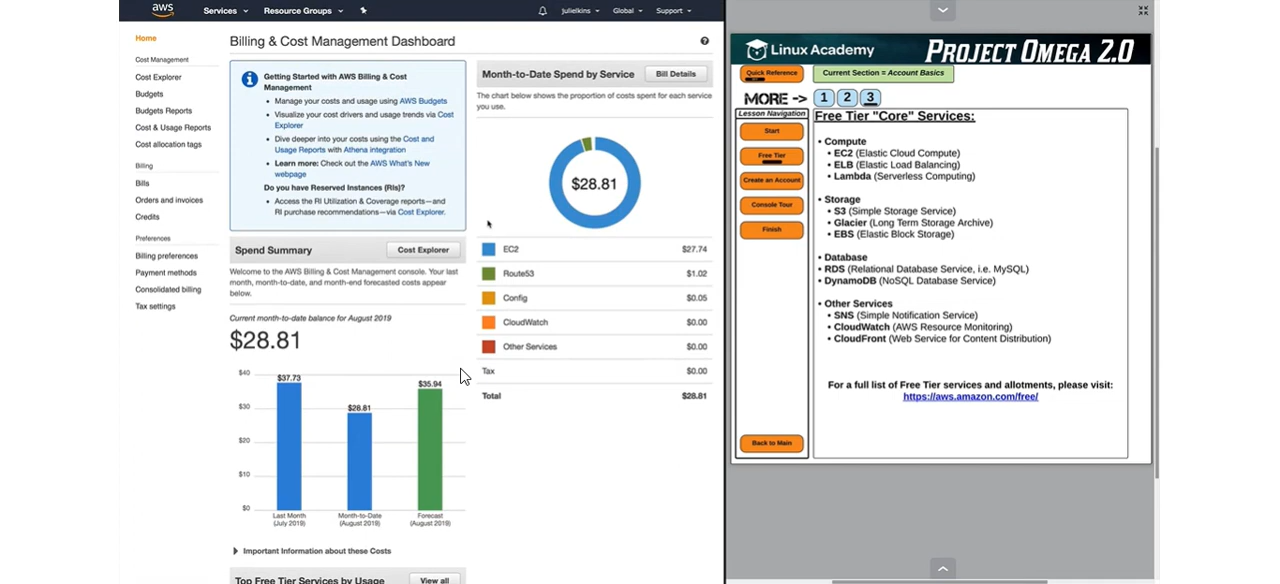 aws
Services
Resource Groups
julielkins
Global
Support
Home
Cost Management
Cost Explorer
Budgets
Budgets Reports
Cost & Usage Reports
Cost allocation tags
Billing
Bills
Orders and invoices
Credits
Preferences
Billing preferences
Payment methods
Consolidated billing
Tax settings
Billing & Cost Management Dashboard
?
Getting Started with AWS Billing & Cost
Management
• Manage your costs and usage using AWS Budgets
• Visualize your cost drivers and usage trends via Cost
Explorer
• Dive deeper into your costs using the Cost and
Usage Reports with Athena integration
• Learn more: Check out the AWS What's New
webpage
Do you have Reserved Instances (RIs)?
• Access the RI Utilization & Coverage reports—and
RI purchase recommendations—via Cost Explorer.
Spend Summary
Cost Explorer
Welcome to the AWS Billing & Cost Management console. Your last
month, month-to-date, and month-end forecasted costs appear
below.
Current month-to-date balance for August 2019
$28.81
$40
$30
$20
$10
$0
$37.73
$28.81
$35.94
Last Month
(July 2019)
Month-to-Date
(August 2019)
Forecast
(August 2019)
Important Information about these Costs
Top Free Tier Services by Usage
View all
Month-to-Date Spend by Service
Bill Details
The chart below shows the proportion of costs spent for each service
you use.
$28.81
EC2 $27.74
Route53 $1.02
Config $0.05
CloudWatch $0.00
Other Services $0.00
Tax $0.00
Total $28.81
Linux Academy
PROJECT OMEGA 2.0
Quick Reference
Current Section = Account Basics
MORE ->
1 2 3
Lesson Navigation
Start
Free Tier
Create an Account
Console Tour
Finish
Back to Main
Free Tier "Core" Services:
• Compute
• EC2 (Elastic Cloud Compute)
• ELB (Elastic Load Balancing)
• Lambda (Serverless Computing)
• Storage
• S3 (Simple Storage Service)
• Glacier (Long Term Storage Archive)
• EBS (Elastic Block Storage)
• Database
• RDS (Relational Database Service, i.e. MySQL)
• DynamoDB (NoSQL Database Service)
• Other Services
• SNS (Simple Notification Service)
• CloudWatch (AWS Resource Monitoring)
• CloudFront (Web Service for Content Distribution)
For a full list of Free Tier services and allotments, please visit:
https://aws.amazon.com/free/